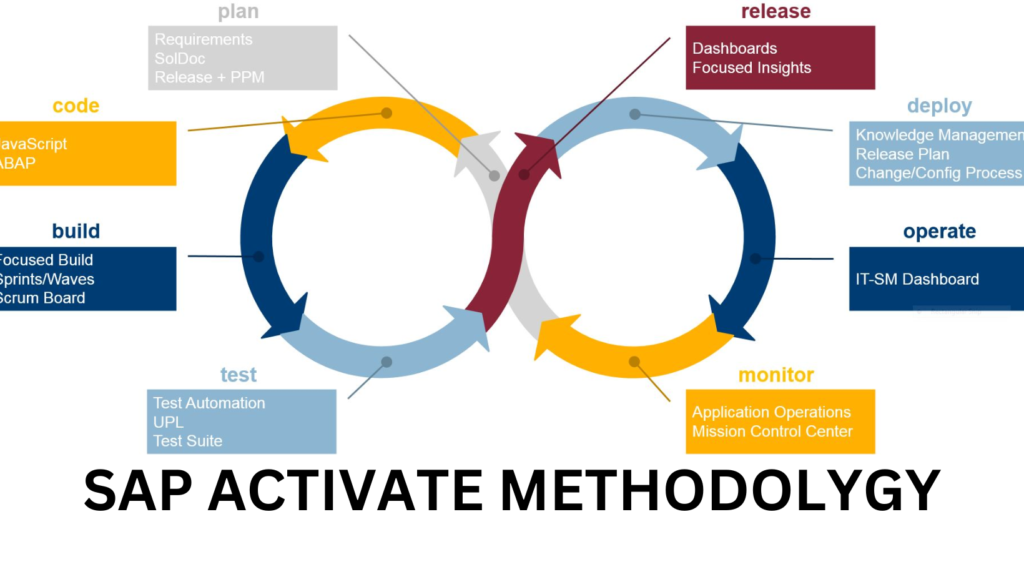 plan
Requirements
SolDoc
Release + PPM
release
Dashboards
Focused Insights
code
JavaScript
ABAP
deploy
Knowledge Managemen
Release Plan
Change/Config Process
build
Focused Build
Sprints/Waves
Scrum Board
operate
IT-SM Dashboard
test
Test Automation
UPL
Test Suite
monitor
Application Operations
Mission Control Center
SAP ACTIVATE METHODOLYGY